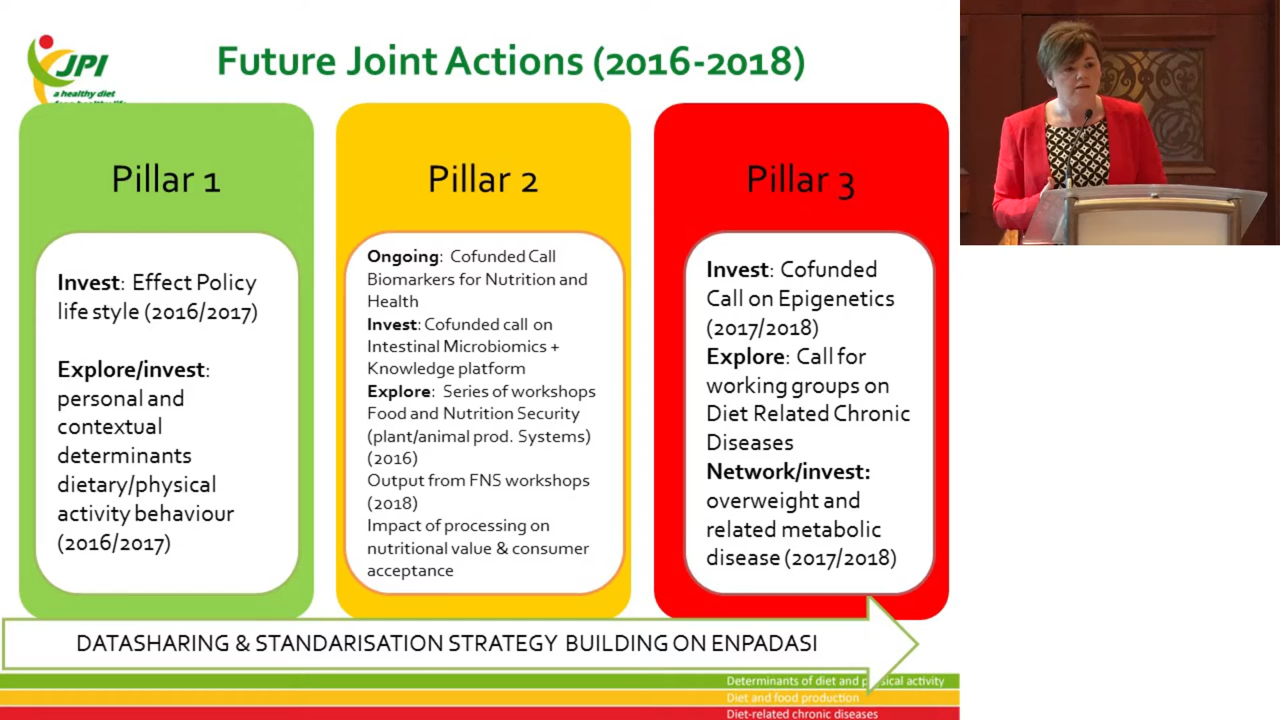 JPI
a healthy diet
for healthy life
Future Joint Actions (2016-2018)
Pillar 1
Invest: Effect Policy
life style (2016/2017)
Explore/invest:
personal and
contextual
determinants
dietary/physical
activity behaviour
(2016/2017)
Pillar 2
Ongoing: Cofunded Call
Biomarkers for Nutrition and
Health
Invest: Cofunded call on
Intestinal Microbiomics +
Knowledge platform
Explore: Series of workshops
Food and Nutrition Security
(plant/animal prod. Systems)
(2016)
Output from FNS workshops
(2018)
Impact of processing on
nutritional value & consumer
acceptance
Pillar 3
Invest: Cofunded
Call on Epigenetics
(2017/2018)
Explore: Call for
working groups on
Diet Related Chronic
Diseases
Network/invest:
overweight and
related metabolic
disease (2017/2018)
DATASHARING & STANDARISATION STRATEGY BUILDING ON ENPADASI
Determinants of diet and physical activity
Diet and food production
Diet-related chronic diseases